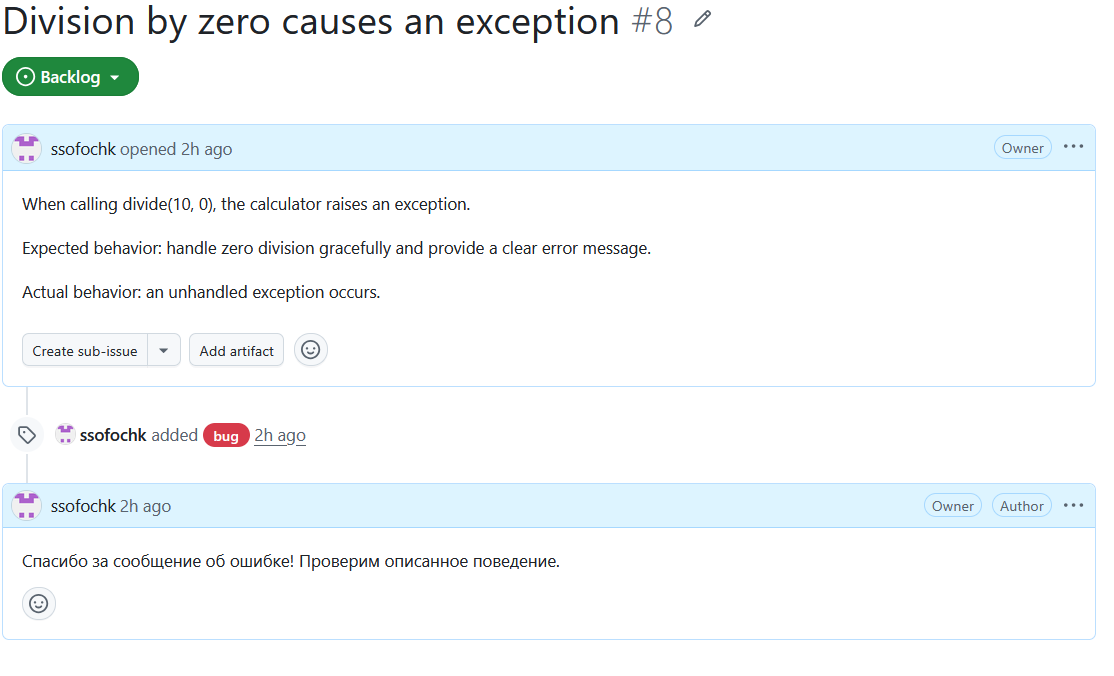 Division by zero causes an exception #8
Backlog
ssofochk opened 2h ago Owner
When calling divide(10, 0), the calculator raises an exception.
Expected behavior: handle zero division gracefully and provide a clear error message.
Actual behavior: an unhandled exception occurs.
Create sub-issue Add artifact
ssofochk added bug 2h ago
ssofochk 2h ago Owner Author
Спасибо за сообщение об ошибке! Проверим описанное поведение.